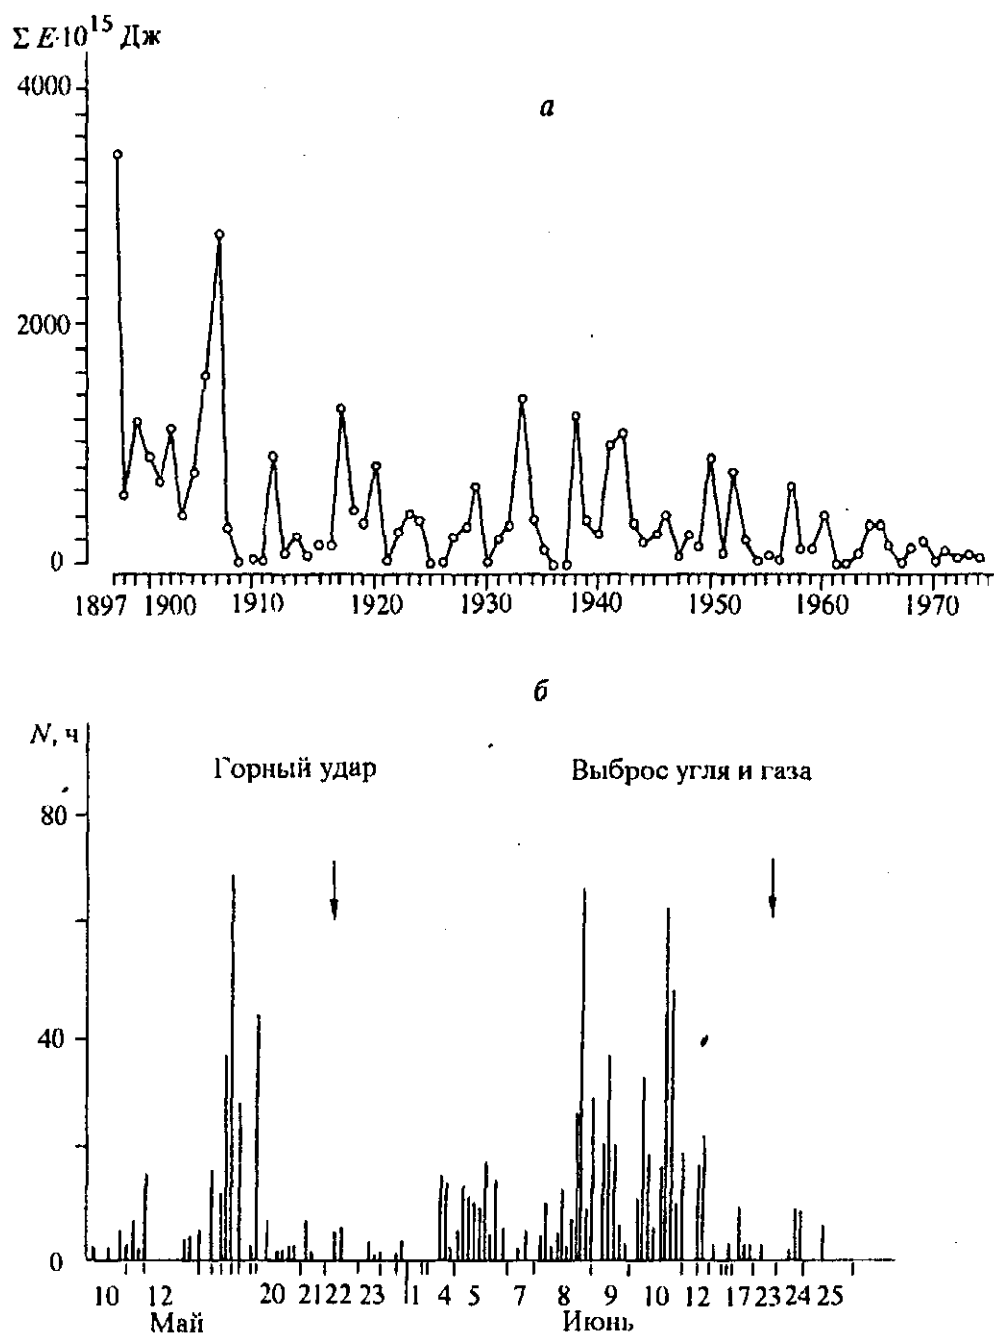 Σ E·10¹⁵ Дж
а
4000
2000
0
1897 1900 1910 1920 1930 1940 1950 1960 1970
б
N, ч
Горный удар Выброс угля и газа
80
40
0
10 12 20 21 22 23 1 4 5 7 8 9 10 12 17 23 24 25
Май Июнь